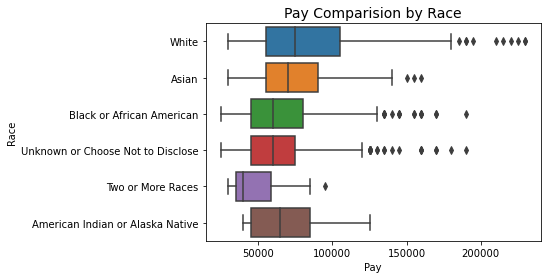 Pay Comparision by Race
Race
White
Asian
Black or African American
Unknown or Choose Not to Disclose
Two or More Races
American Indian or Alaska Native
50000 100000 150000 200000
Pay